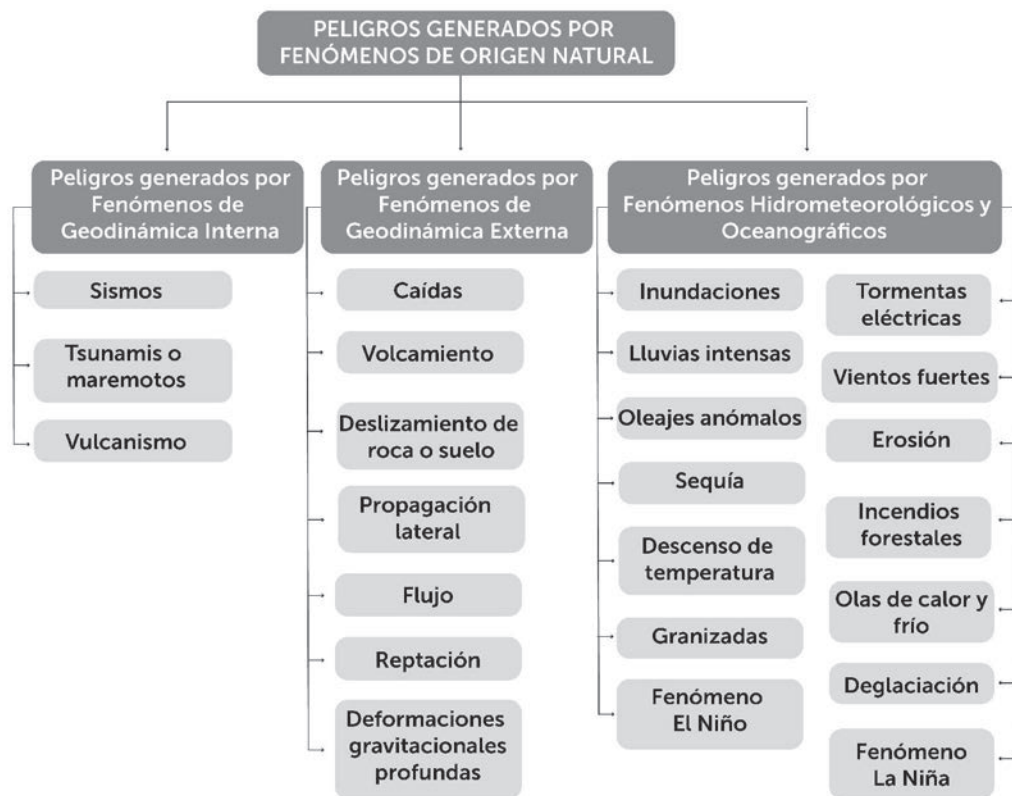 PELIGROS GENERADOS POR
FENÓMENOS DE ORIGEN NATURAL
Peligros generados por
Fenómenos de
Geodinámica Interna
Sismos
Tsunamis o
maremotos
Vulcanismo
Peligros generados por
Fenómenos de
Geodinámica Externa
Caídas
Volcamiento
Deslizamiento de
roca o suelo
Propagación
lateral
Flujo
Reptación
Deformaciones
gravitacionales
profundas
Peligros generados por
Fenómenos Hidrometeorológicos y
Oceanográficos
Inundaciones
Lluvias intensas
Oleajes anómalos
Sequía
Descenso de
temperatura
Granizadas
Fenómeno
El Niño
Tormentas
eléctricas
Vientos fuertes
Erosión
Incendios
forestales
Olas de calor y
frío
Deglaciación
Fenómeno
La Niña